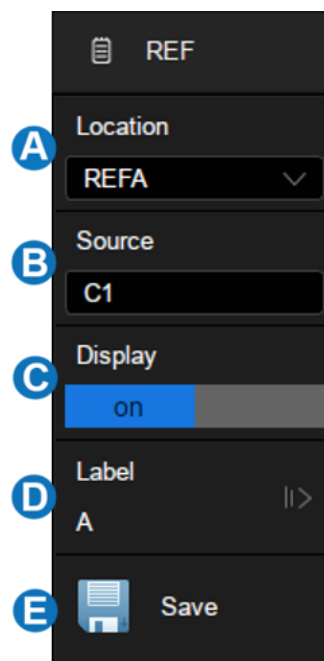 REF
A
Location
REFA
B
Source
C1
C
Display
on
D
Label
A
E
Save